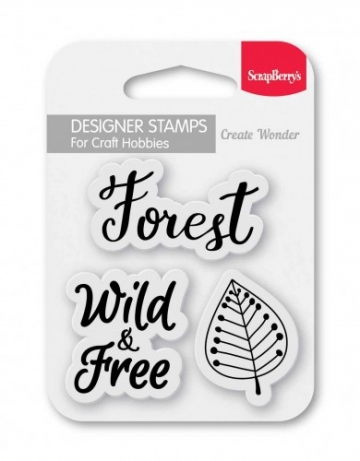 ScrapBerry's
DESIGNER STAMPS
For Craft Hobbies
Create Wonder
Forest
Wild
&
Free